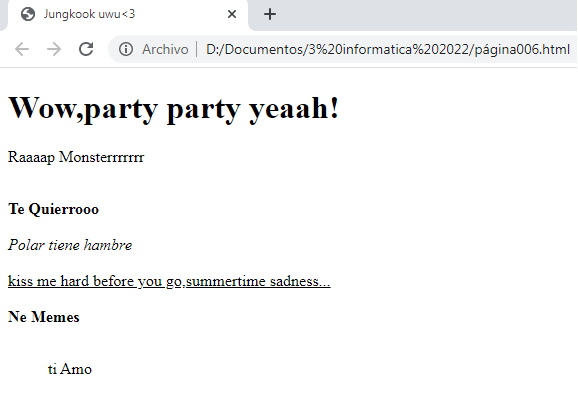 Jungkook uwu<3
Archivo | D:/Documentos/3%20informatica%202022/página006.html
Wow,party party yeaah!
Raaaap Monsterrrrrrr
Te Quierrooo
Polar tiene hambre
kiss me hard before you go,summertime sadness...
Ne Memes
ti Amo